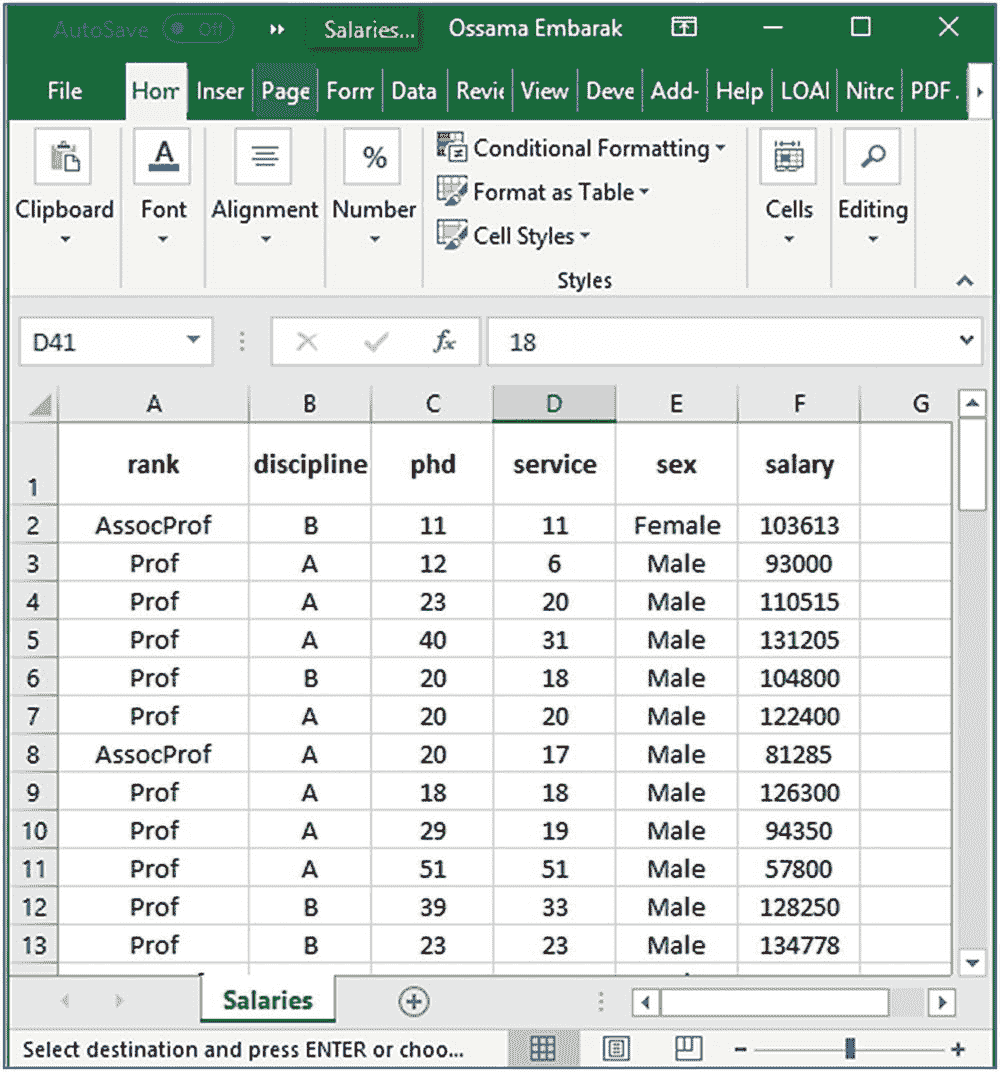 AutoSave Off Salaries... Ossama Embarak
File Hom Inser Page Form Data Revie View Deve Add- Help LOAI Nitro PDF .
Clipboard Font Alignment Number Conditional Formatting Cells Editing
Format as Table
Cell Styles
Styles
D41 fx 18
A B C D E F G
1 rank discipline phd service sex salary
2 AssocProf B 11 11 Female 103613
3 Prof A 12 6 Male 93000
4 Prof A 23 20 Male 110515
5 Prof A 40 31 Male 131205
6 Prof B 20 18 Male 104800
7 Prof A 20 20 Male 122400
8 AssocProf A 20 17 Male 81285
9 Prof A 18 18 Male 126300
10 Prof A 29 19 Male 94350
11 Prof A 51 51 Male 57800
12 Prof B 39 33 Male 128250
13 Prof B 23 23 Male 134778
Salaries
Select destination and press ENTER or choo...